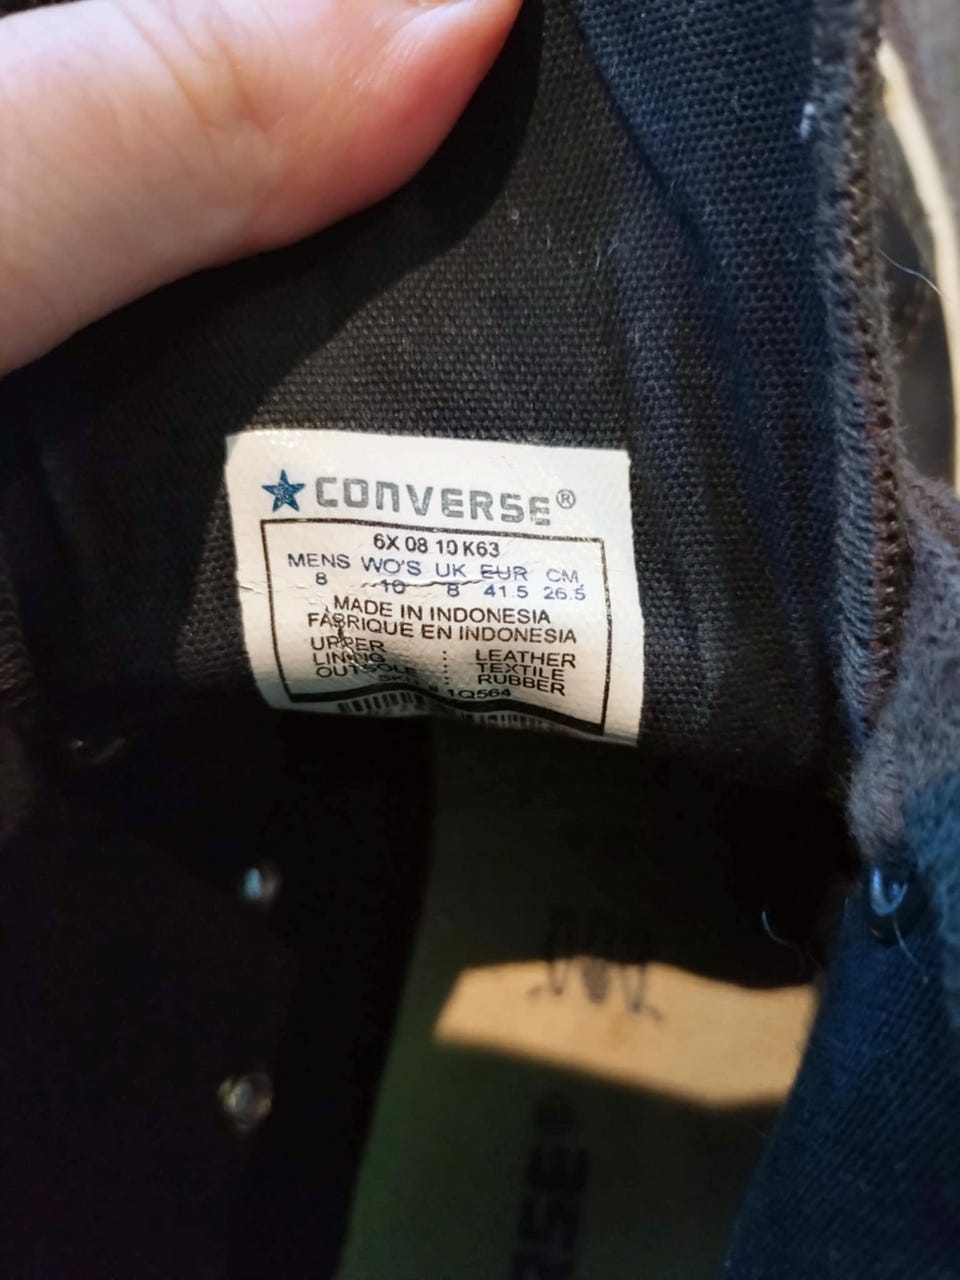 CONVERSE®
6X 08 10 K63
MENS WO'S UK EUR CM
8 10 8 41.5 26.5
MADE IN INDONESIA
FABRIQUE EN INDONESIA
UPPER .... LEATHER
LINING .... TEXTILE
OUTSOLE .... RUBBER
SKU # 1Q564